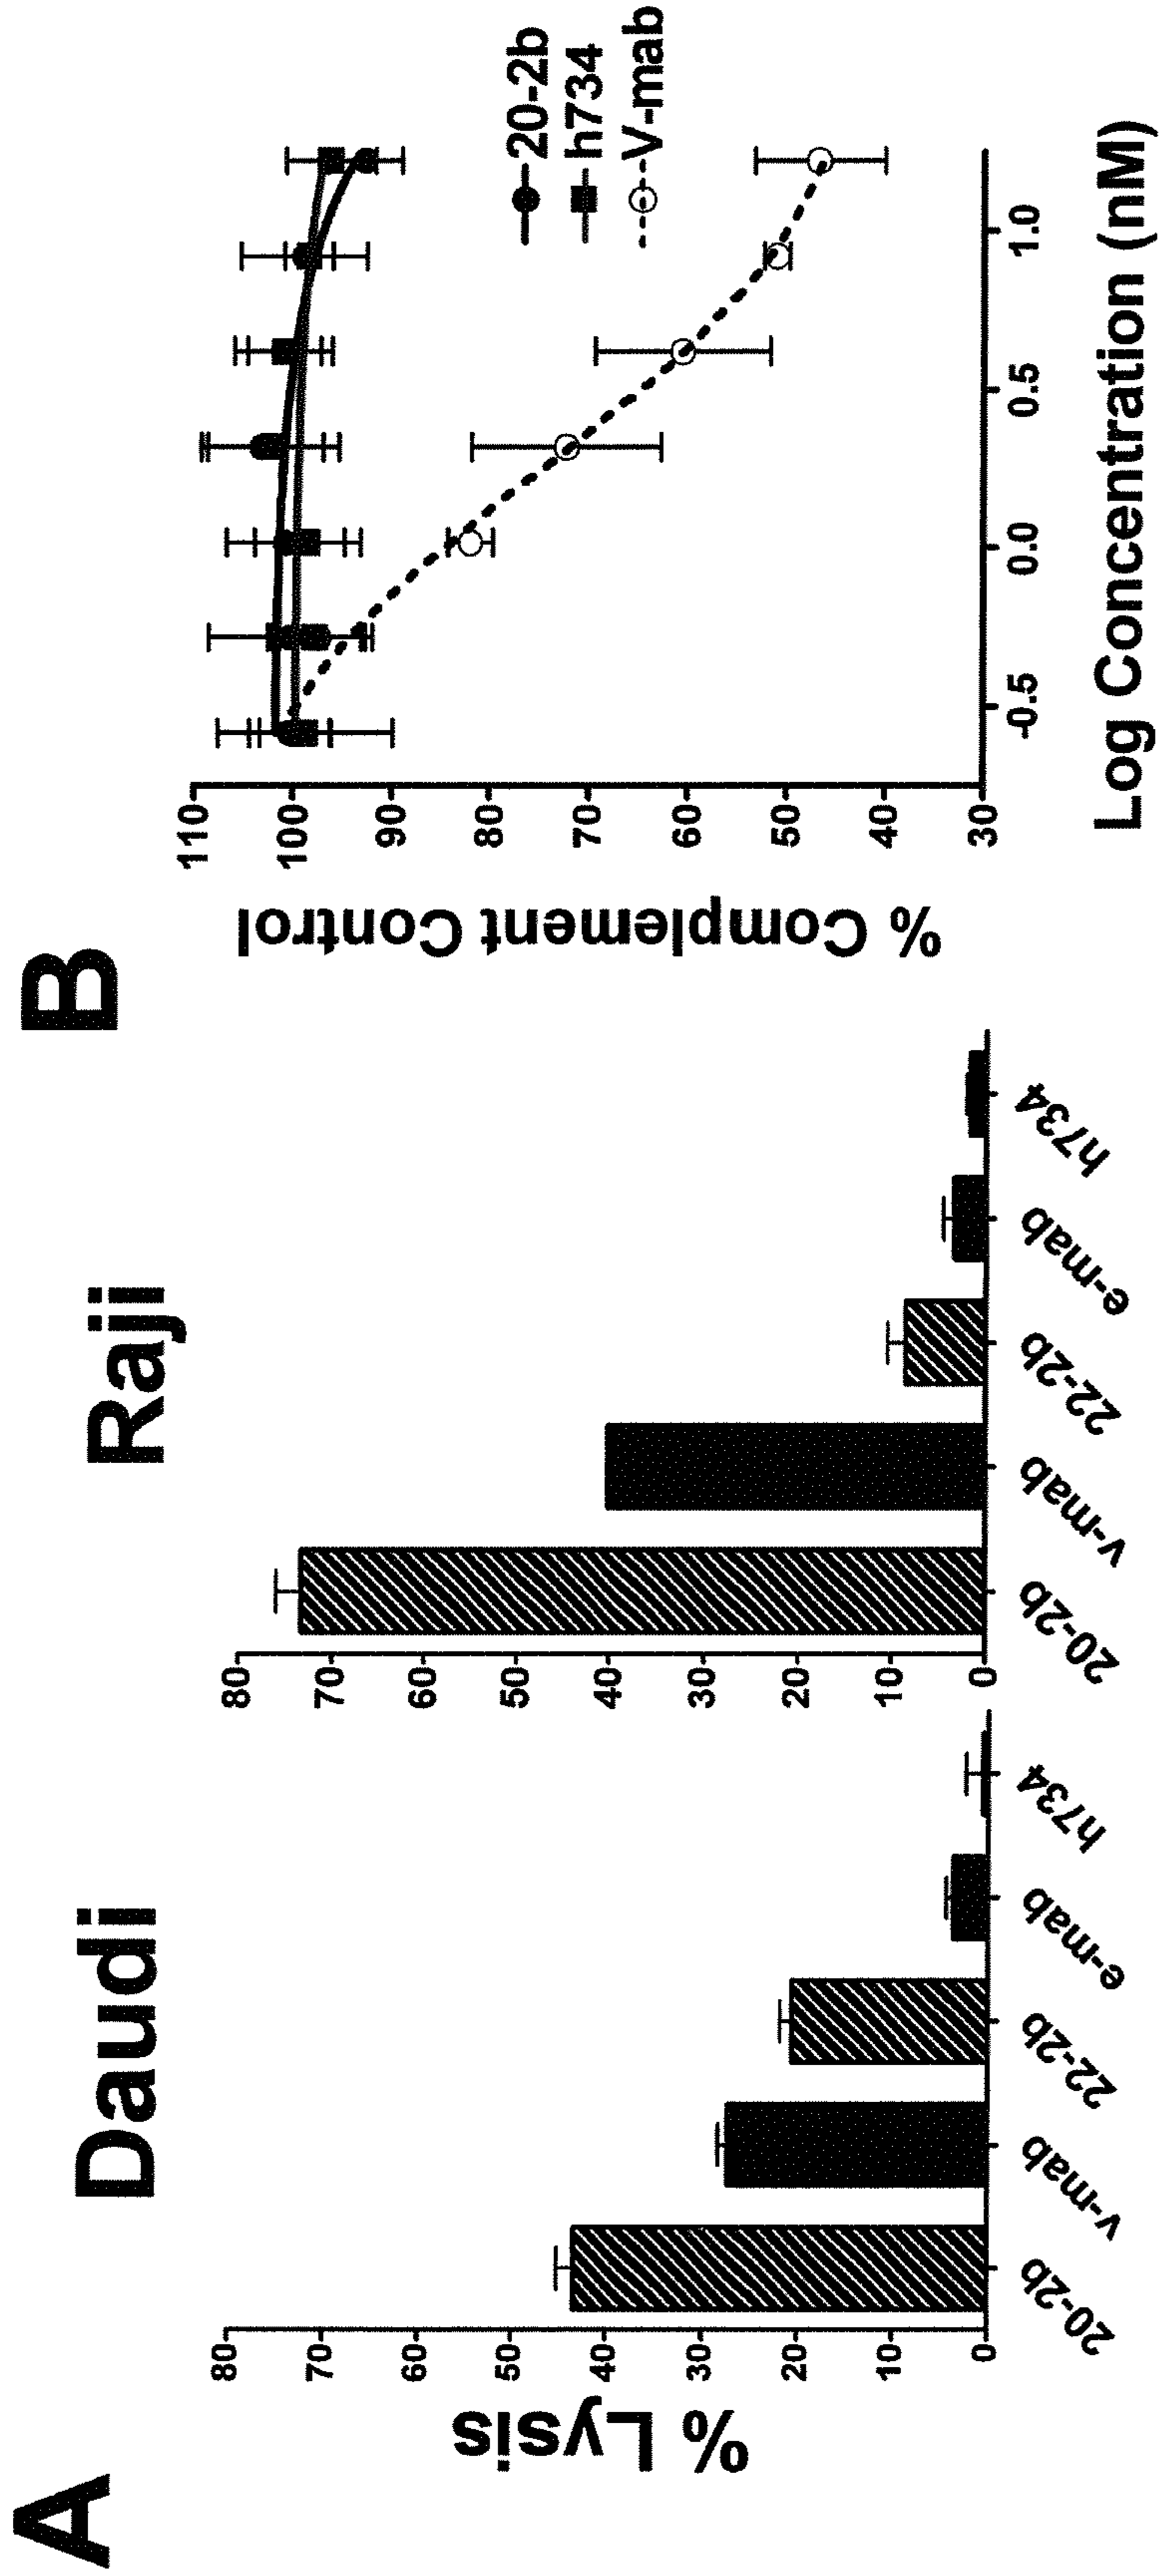 A
Daudi
% Lysis
80
70
60
50
40
30
20
10
0
20-2b
v-mab
22-2b
e-mab
h734
Raji
80
70
60
50
40
30
20
10
0
20-2b
v-mab
22-2b
e-mab
h734
B
% Complement Control
110
100
90
80
70
60
50
40
30
-0.5
0.0
0.5
1.0
Log Concentration (nM)
20-2b
h734
V-mab